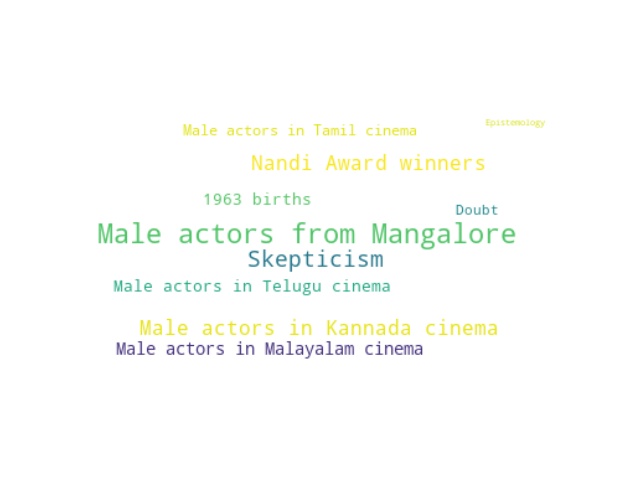 Epistemology
Male actors in Tamil cinema
Nandi Award winners
1963 births
Doubt
Male actors from Mangalore
Skepticism
Male actors in Telugu cinema
Male actors in Kannada cinema
Male actors in Malayalam cinema